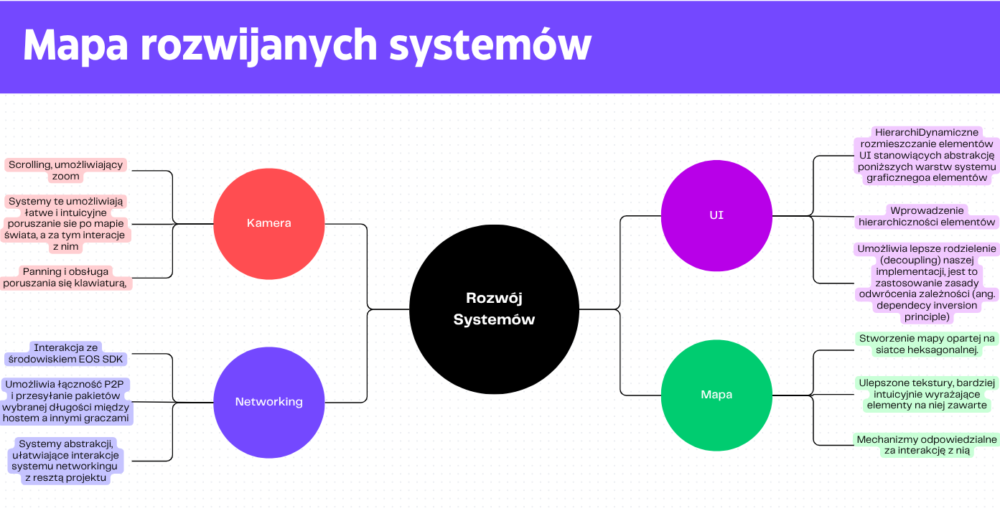 Mapa rozwijanych systemów
Scrolling, umożliwiający
zoom
Systemy te umożliwiają
łatwe i intuicyjne
poruszanie sie po mapie
świata, a za tym interacje
z nim
Panning i obsługa
poruszania się klawiaturą,
Kamera
Interakcja ze
środowiskiem EOS SDK
Umożliwia łączność P2P
i przesyłanie pakietów
wybranej długości między
hostem a innymi graczami
Systemy abstrakcji,
ułatwiające interakcje
systemu networkingu
z resztą projektu
Networking
Rozwój
Systemów
UI
HierarchiDynamiczne
rozmieszczanie elementów
UI stanowiących abstrakcję
poniższych warstw systemu
graficznegoa elementów
Wprowadzenie
hierarchiczności elementów
Umożliwia lepsze rodzielenie
(decoupling) naszej
implementacji, jest to
zastosowanie zasady
odwrócenia zależności (ang.
dependecy inversion
principle)
Mapa
Stworzenie mapy opartej na
siatce heksagonalnej.
Ulepszone tekstury, bardziej
intuicyjnie wyrażające
elementy na niej zawarte
Mechanizmy odpowiedzialne
za interakcję z nią